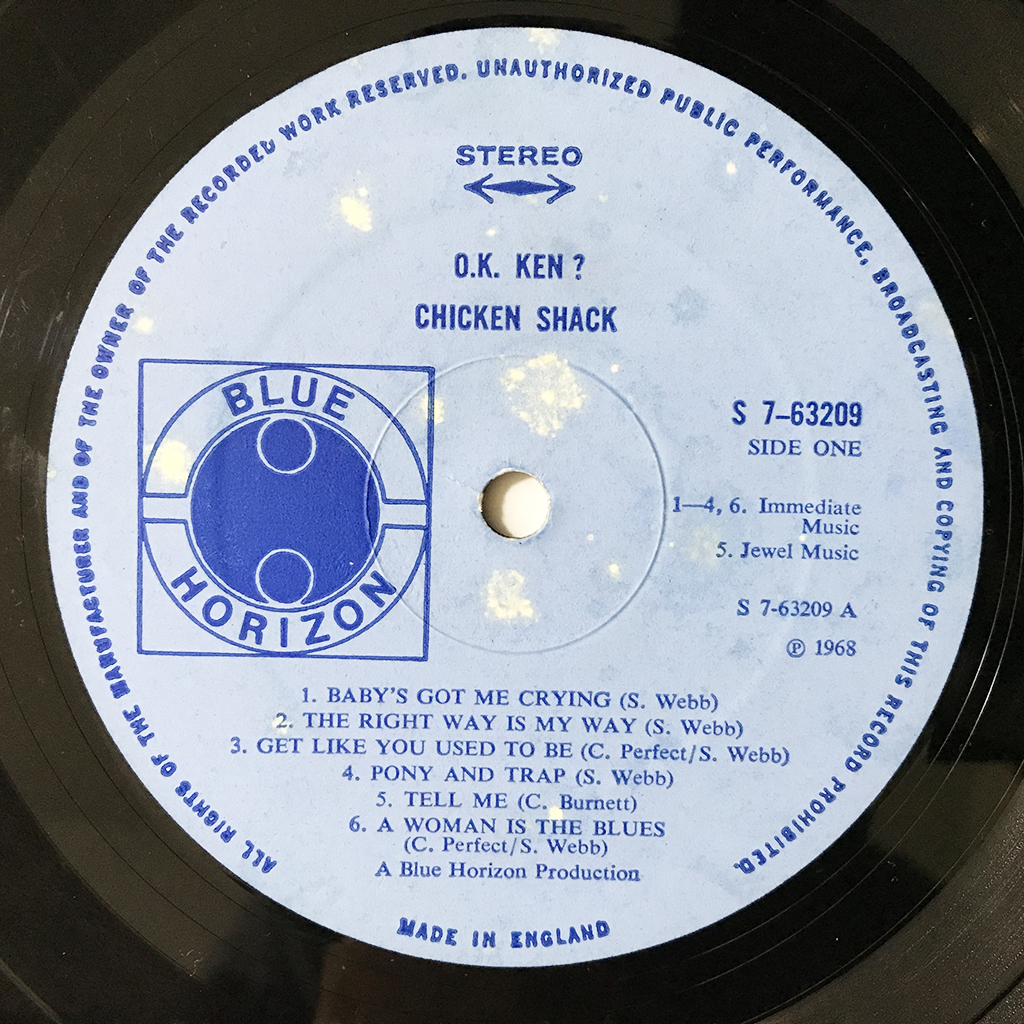 ALL RIGHTS OF THE MANUFACTURER AND OF THE OWNER OF THE RECORDED WORK RESERVED. UNAUTHORIZED PUBLIC PERFORMANCE, BROADCASTING AND COPYING OF THIS RECORD PROHIBITED.
STEREO
O.K. KEN ?
CHICKEN SHACK
BLUE
HORIZON
S 7–63209
SIDE ONE
1—4, 6. Immediate
Music
5. Jewel Music
S 7-63209 A
℗ 1968
1. BABY'S GOT ME CRYING (S. Webb)
2. THE RIGHT WAY IS MY WAY (S. Webb)
3. GET LIKE YOU USED TO BE (C. Perfect/S. Webb)
4. PONY AND TRAP (S. Webb)
5. TELL ME (C. Burnett)
6. A WOMAN IS THE BLUES
(C. Perfect/S. Webb)
A Blue Horizon Production
MADE IN ENGLAND